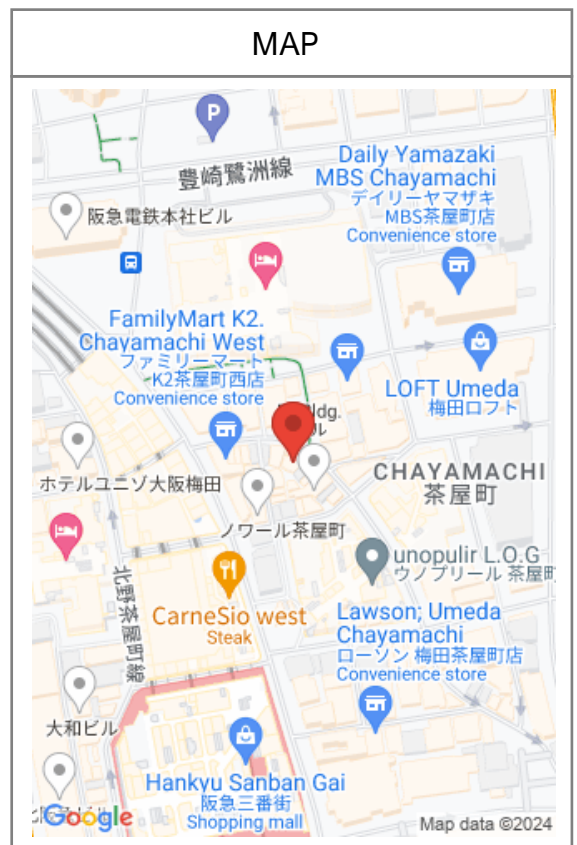 MAP
P
豊崎鷺洲線
Daily Yamazaki
MBS Chayamachi
デイリーヤマザキ
MBS茶屋町店
Convenience store
阪急電鉄本社ビル
FamilyMart K2.
Chayamachi West
ファミリーマート
K2茶屋町西店
Convenience store
LOFT Umeda
梅田ロフト
ldg.
ル
ホテルユニゾ大阪梅田
CHAYAMACHI
茶屋町
ノワール茶屋町
unopulir L.O.G
ウノプリール 茶屋町
北野茶屋町線
CarneSio west
Steak
Lawson; Umeda
Chayamachi
ローソン 梅田茶屋町店
Convenience store
大和ビル
Hankyu Sanban Gai
阪急三番街
Shopping mall
Google
Map data ©2024